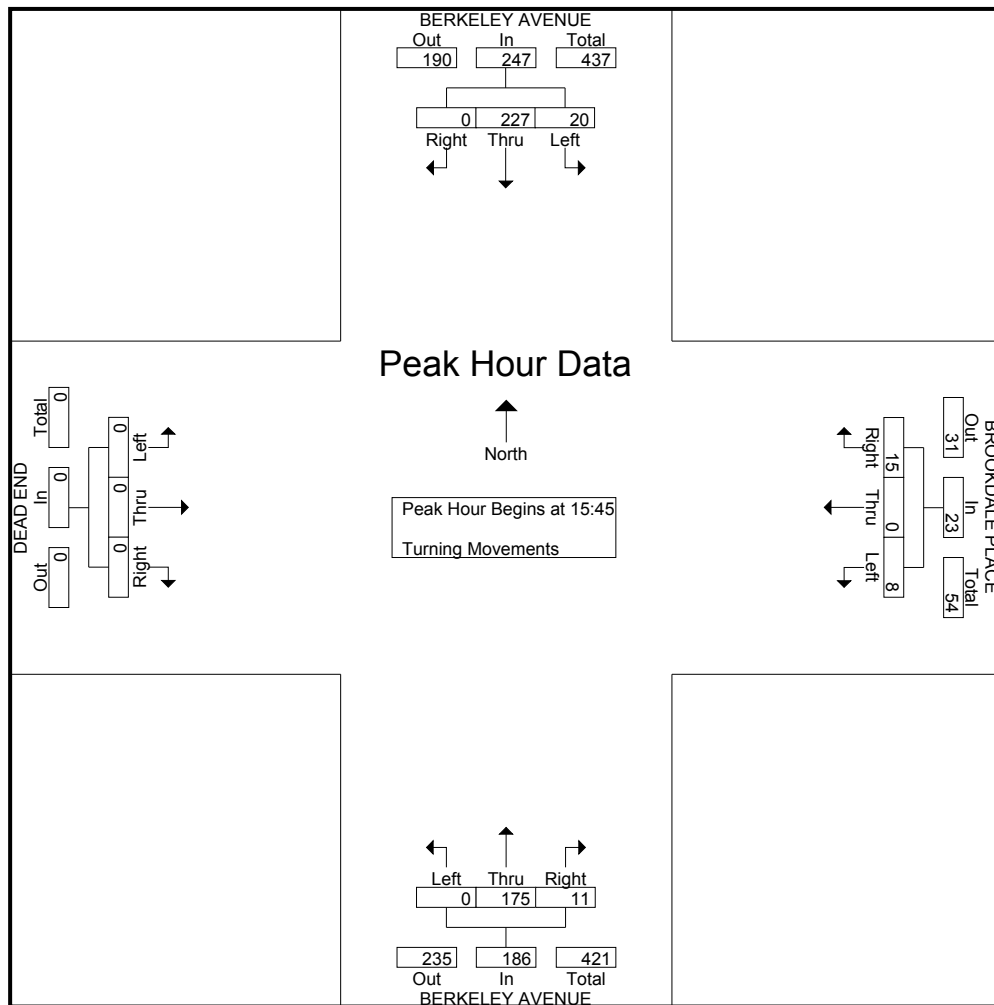 BERKELEY AVENUE
Out In Total
190 247 437
0 227 20
Right Thru Left
Peak Hour Data
North
Peak Hour Begins at 15:45
Turning Movements
DEAD END
Total In Out
0 0 0
0 0 0
Left Thru Right
BROOKDALE PLACE
Out In Total
31 23 54
15 0 8
Right Thru Left
Left Thru Right
0 175 11
235 186 421
Out In Total
BERKELEY AVENUE